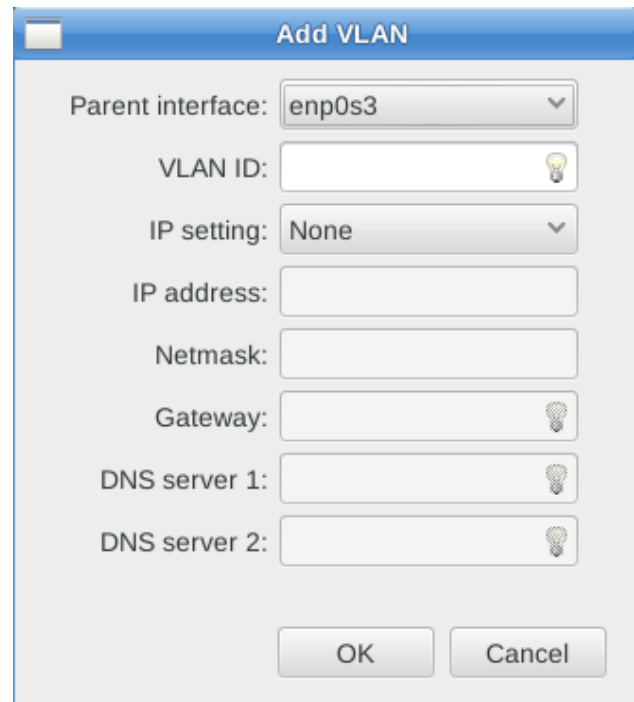 Add VLAN
Parent interface: enp0s3
VLAN ID:
IP setting: None
IP address:
Netmask:
Gateway:
DNS server 1:
DNS server 2:
OK Cancel